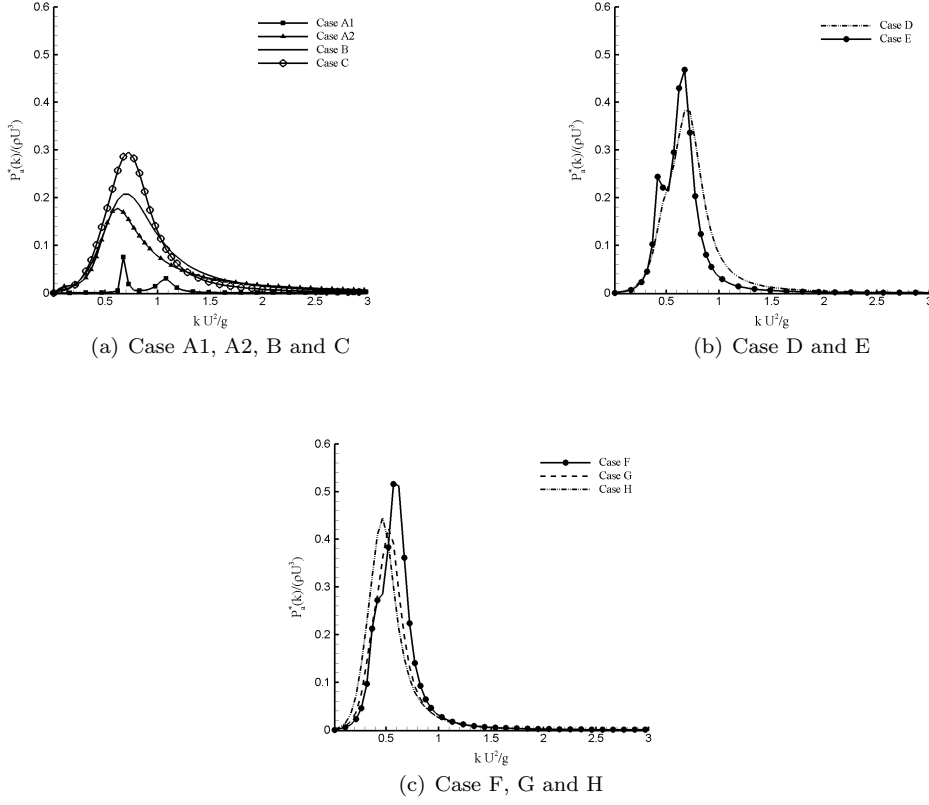 0.6
0.5
0.4
0.3
0.2
0.1
0
P*a(k)/(ρU³)
Case A1
Case A2
Case B
Case C
0.5 1 1.5 2 2.5 3
k U²/g
(a) Case A1, A2, B and C
0.6
0.5
0.4
0.3
0.2
0.1
0
P*a(k)/(ρU³)
Case D
Case E
0.5 1 1.5 2 2.5 3
k U²/g
(b) Case D and E
0.6
0.5
0.4
0.3
0.2
0.1
0
P*a(k)/(ρU³)
Case F
Case G
Case H
0.5 1 1.5 2 2.5 3
k U²/g
(c) Case F, G and H